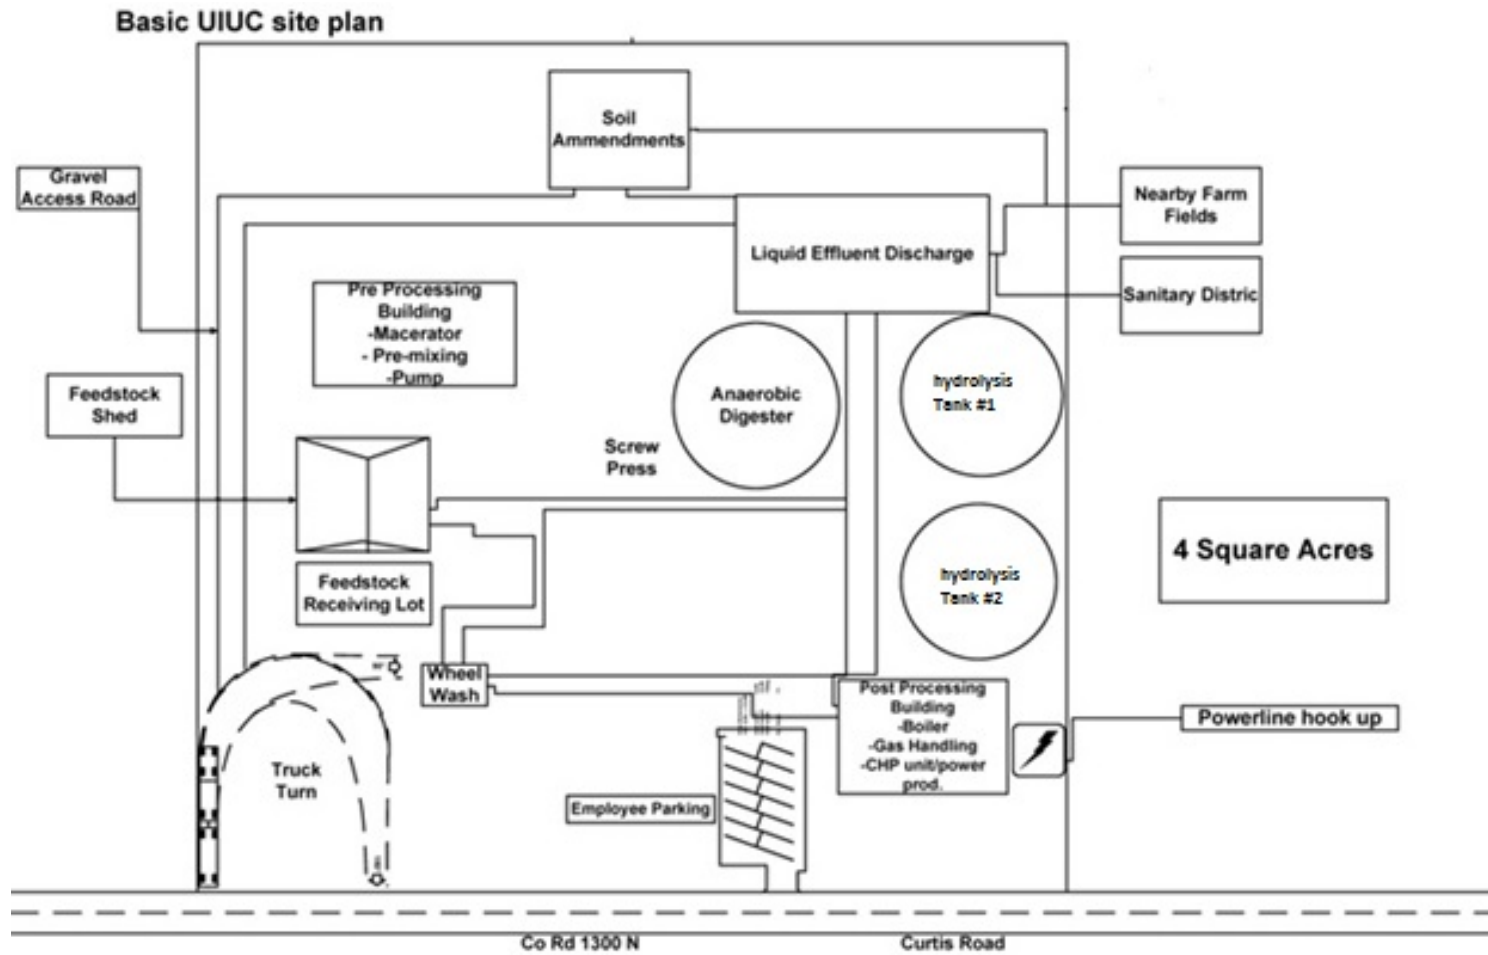 Basic UIUC site plan
Soil
Ammendments
Gravel
Access Road
Nearby Farm
Fields
Liquid Effluent Discharge
Sanitary Distric
Pre Processing
Building
-Macerator
- Pre-mixing
-Pump
Feedstock
Shed
Anaerobic
Digester
hydrolysis
Tank #1
Screw
Press
4 Square Acres
hydrolysis
Tank #2
Feedstock
Receiving Lot
Wheel
Wash
Post Processing
Building
-Boiler
-Gas Handling
-CHP unit/power
prod.
Powerline hook up
Truck
Turn
Employee Parking
Co Rd 1300 N
Curtis Road